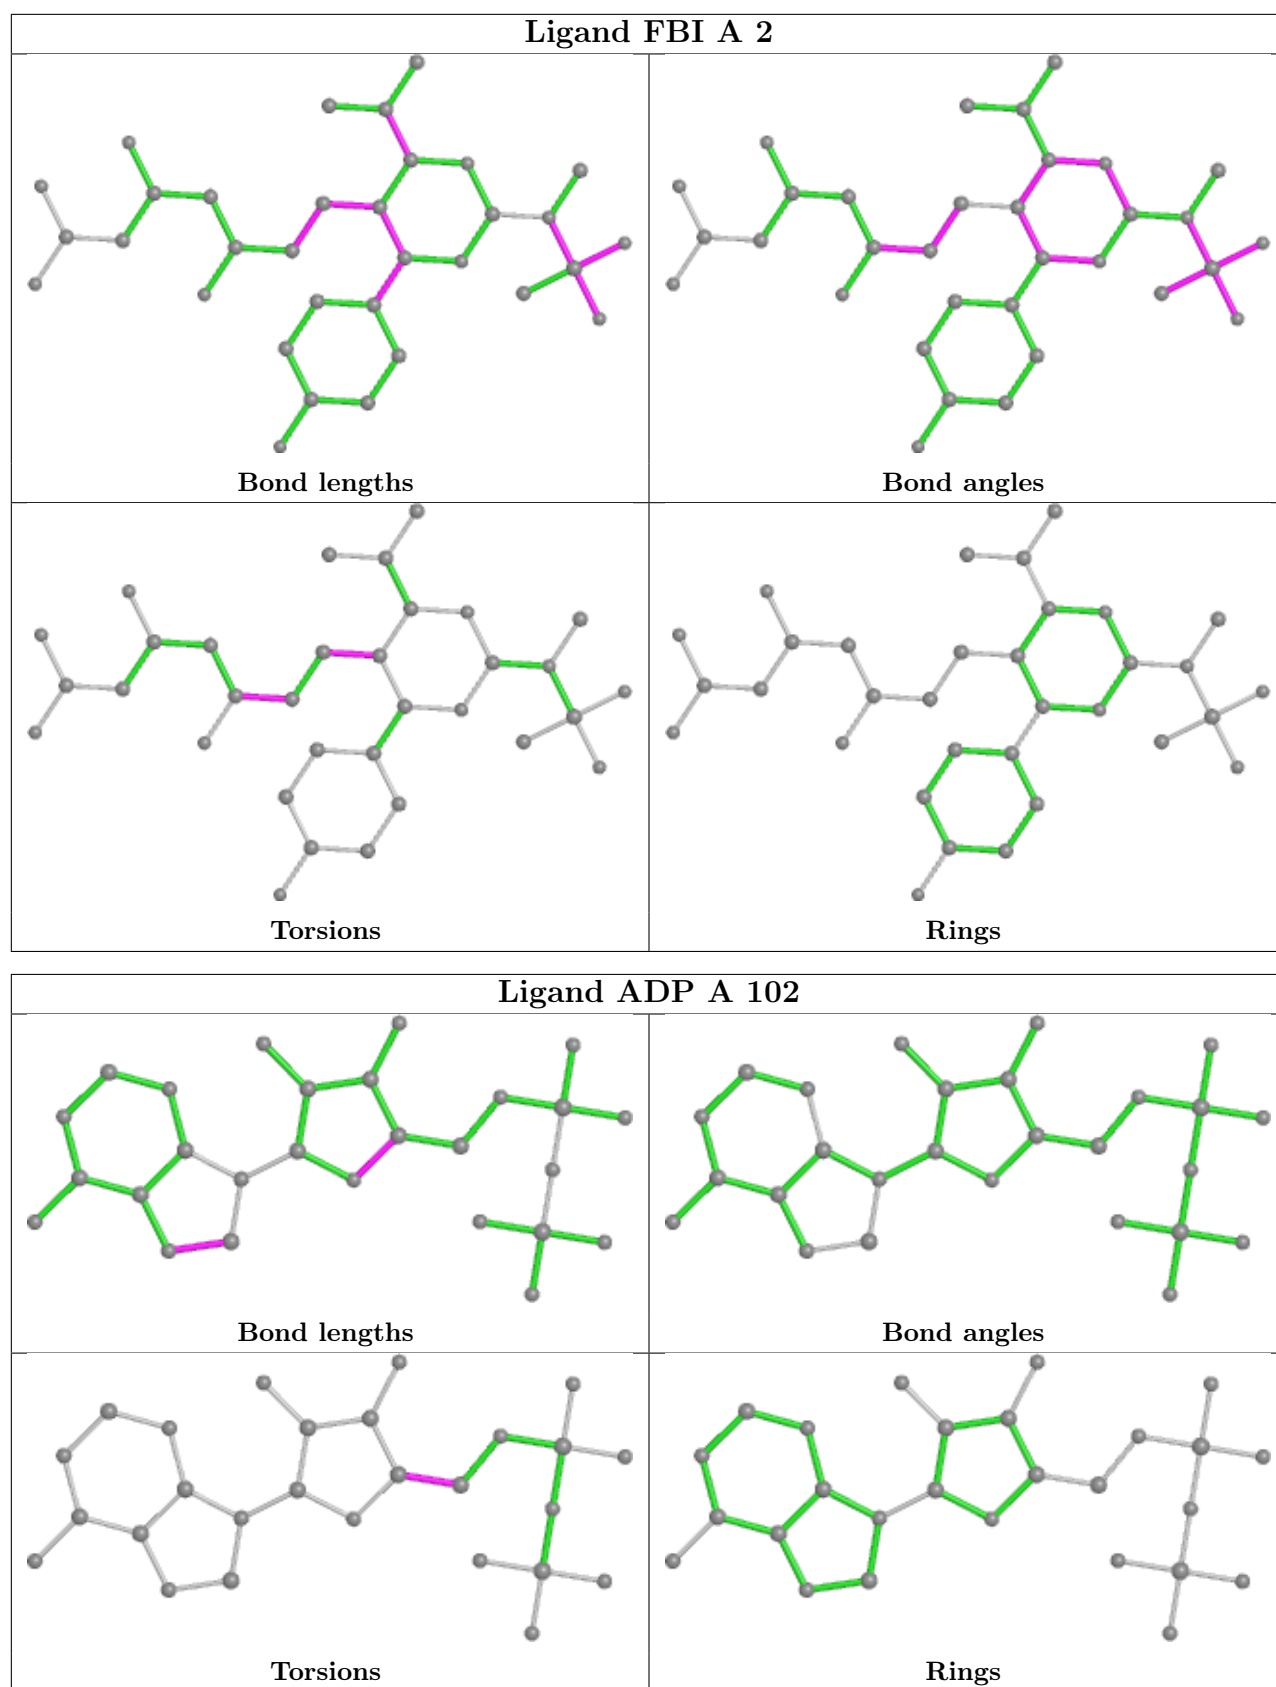 Ligand FBI A 2
Bond lengths
Bond angles
Torsions
Rings
Ligand ADP A 102
Bond lengths
Bond angles
Torsions
Rings